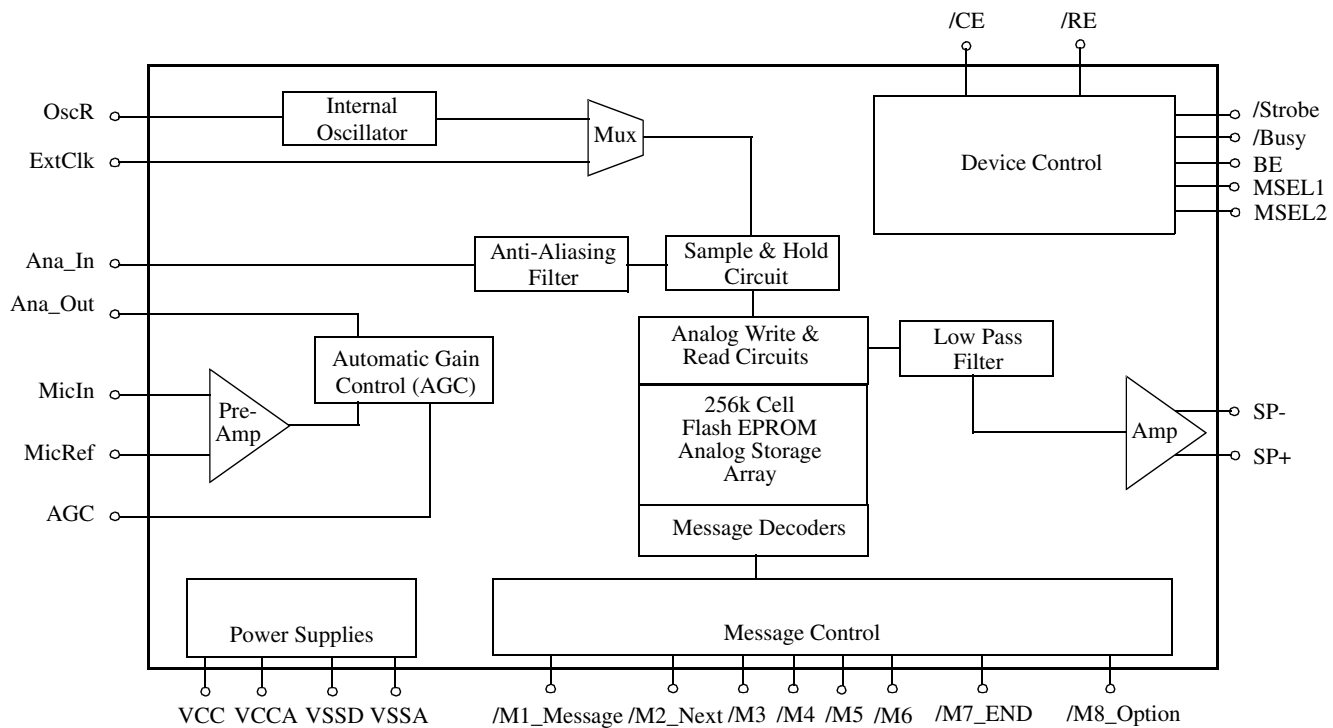 /CE
/RE
OscR
Internal
Oscillator
Mux
/Strobe
/Busy
BE
MSEL1
MSEL2
ExtClk
Device Control
Ana_In
Anti-Aliasing
Filter
Sample & Hold
Circuit
Ana_Out
Automatic Gain
Control (AGC)
Analog Write &
Read Circuits
Low Pass
Filter
MicIn
Pre-
Amp
MicRef
256k Cell
Flash EPROM
Analog Storage
Array
Amp
SP-
SP+
AGC
Message Decoders
Power Supplies
Message Control
VCC
VCCA
VSSD
VSSA
/M1_Message
/M2_Next
/M3
/M4
/M5
/M6
/M7_END
/M8_Option